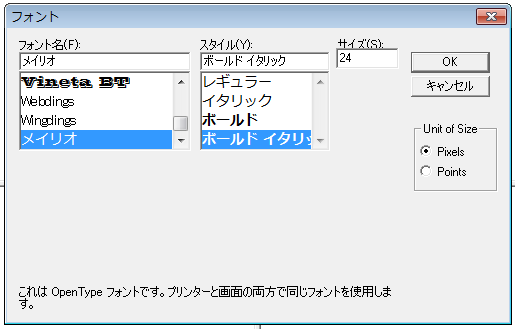 フォント
フォント名(F):
メイリオ
Vineta BT
Webdings
Wingdings
メイリオ
スタイル(Y):
ボールド イタリック
レギュラー
イタリック
ボールド
ボールド イタリッ
サイズ(S):
24
OK
キャンセル
Unit of Size
Pixels
Points
これは OpenType フォントです。プリンターと画面の両方で同じフォントを使用しま
す。